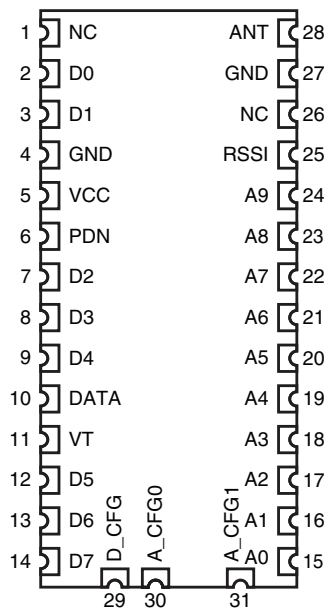 1 NC ANT 28
2 D0 GND 27
3 D1 NC 26
4 GND RSSI 25
5 VCC A9 24
6 PDN A8 23
7 D2 A7 22
8 D3 A6 21
9 D4 A5 20
10 DATA A4 19
11 VT A3 18
12 D5 A2 17
13 D6 A1 16
14 D7 A0 15
D_CFG A_CFG0 A_CFG1
29 30 31